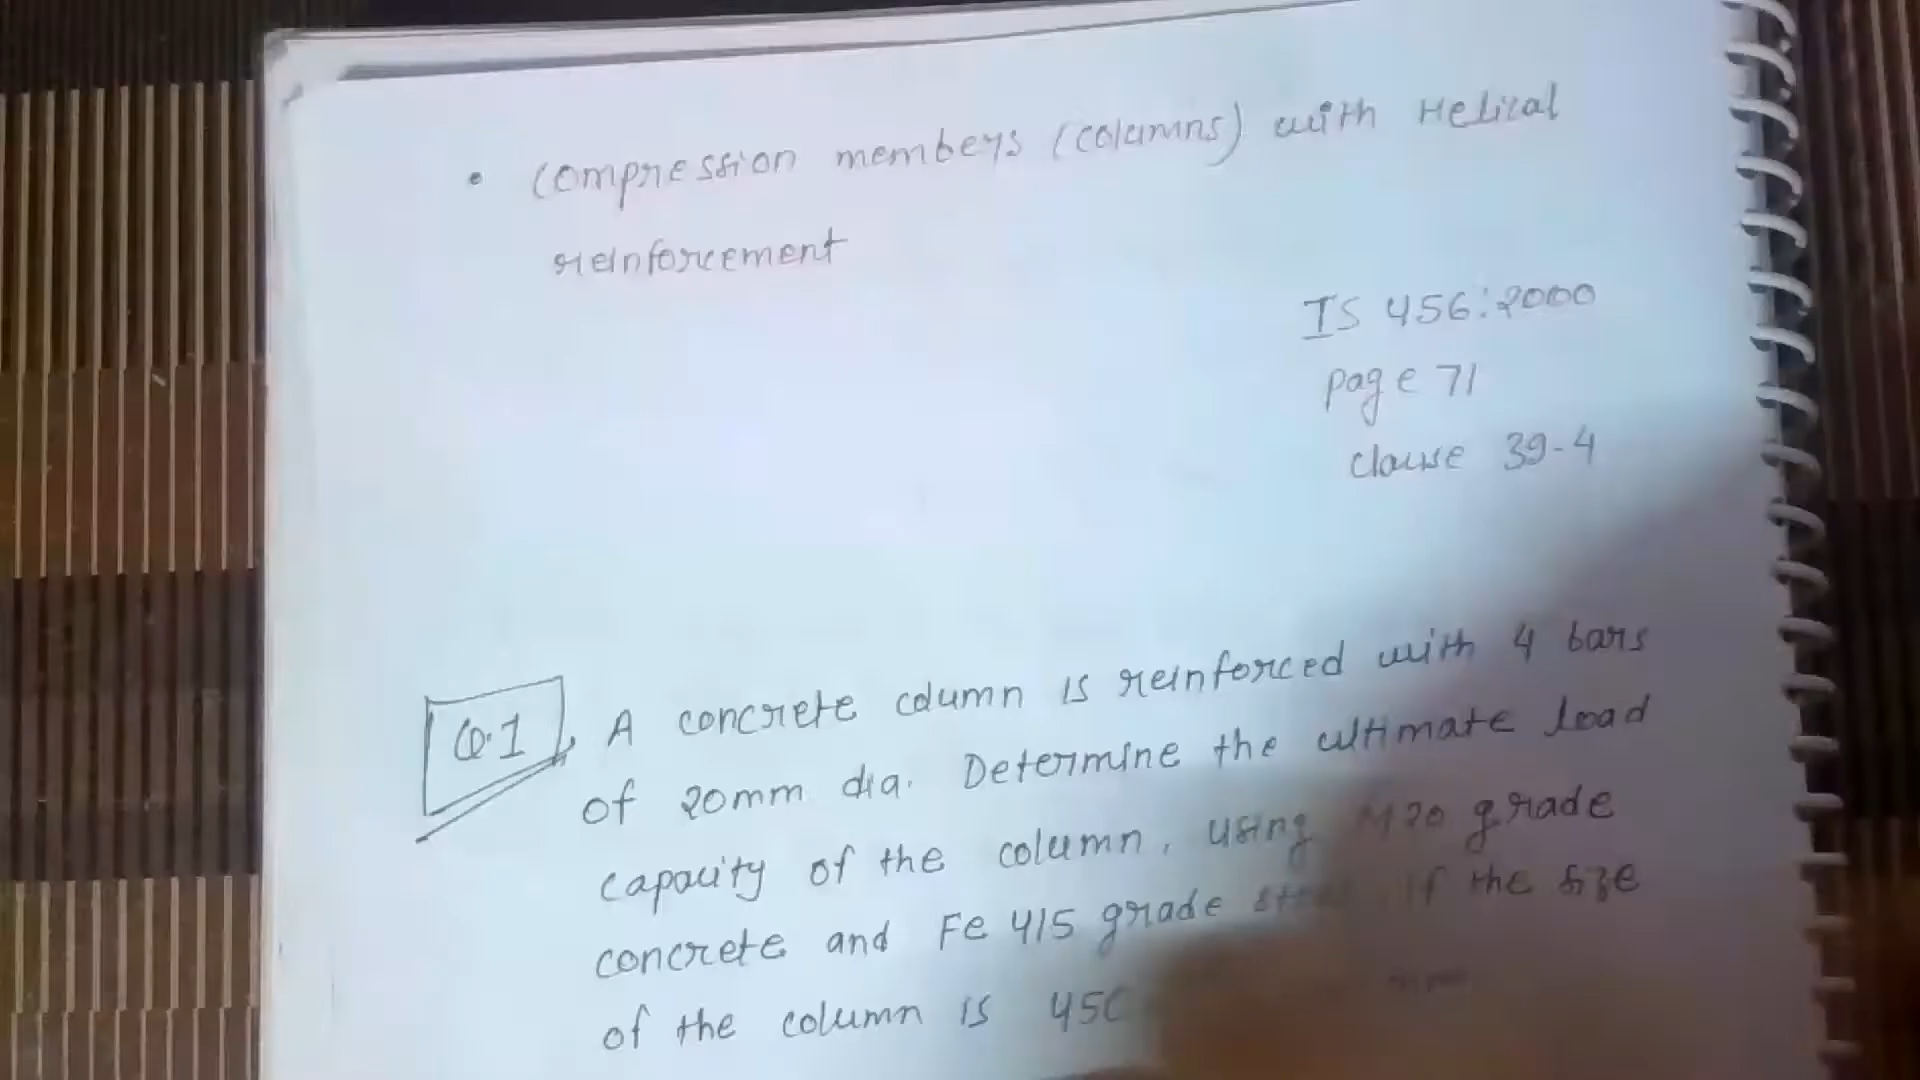 • Compression members (columns) with Helical
reinforcement
IS 456:2000
page 71
clause 39-4
Q.1, A concrete column is reinforced with 4 bars
of 20mm dia. Determine the ultimate load
capacity of the column, using M20 grade
concrete and Fe 415 grade if the size
of the column is